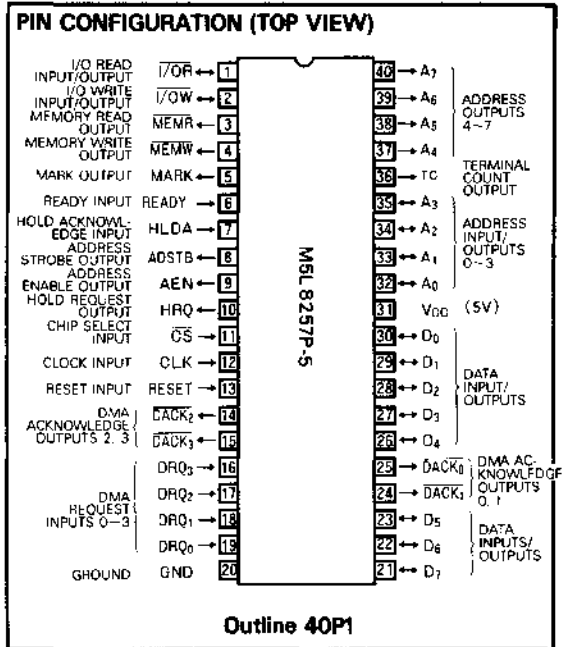 PIN CONFIGURATION (TOP VIEW)
I/O READ INPUT/OUTPUT I/OR 1
I/O WRITE INPUT/OUTPUT I/OW 2
MEMORY READ OUTPUT MEMR 3
MEMORY WRITE OUTPUT MEMW 4
MARK OUTPUT MARK 5
READY INPUT READY 6
HOLD ACKNOWL-
EDGE INPUT HLDA 7
ADDRESS STROBE OUTPUT ADSTB 8
ADDRESS ENABLE OUTPUT AEN 9
HOLD REQUEST OUTPUT HRQ 10
CHIP SELECT INPUT CS 11
CLOCK INPUT CLK 12
RESET INPUT RESET 13
DMA ACKNOWLEDGE OUTPUTS 2, 3
DACK₂ 14
DACK₃ 15
DMA REQUEST INPUTS 0-3
DRQ₃ 16
DRQ₂ 17
DRQ₁ 18
DRQ₀ 19
GROUND GND 20
M5L 8257P-5
40 A₇
39 A₆
38 A₅
37 A₄
ADDRESS OUTPUTS 4-7
36 TC TERMINAL COUNT OUTPUT
35 A₃
34 A₂
33 A₁
32 A₀
ADDRESS INPUT/ OUTPUTS 0-3
31 VCC (5V)
30 D₀
29 D₁
28 D₂
27 D₃
26 D₄
DATA INPUT/ OUTPUTS
25 DACK₀
24 DACK₁
DMA AC-
KNOWLEDGE OUTPUTS 0, 1
23 D₅
22 D₆
21 D₇
DATA INPUTS/ OUTPUTS
Outline 40P1